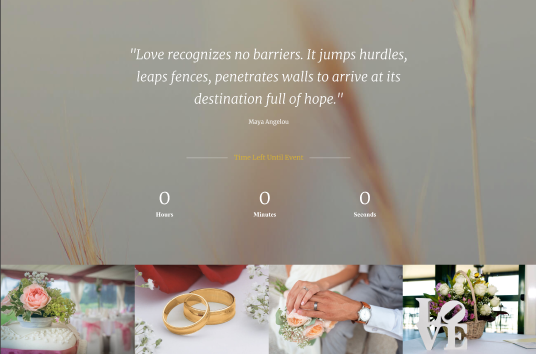 "Love recognizes no barriers. It jumps hurdles,
leaps fences, penetrates walls to arrive at its
destination full of hope."
Maya Angelou
Time Left Until Event
0 0 0
Hours Minutes Seconds
LOVE